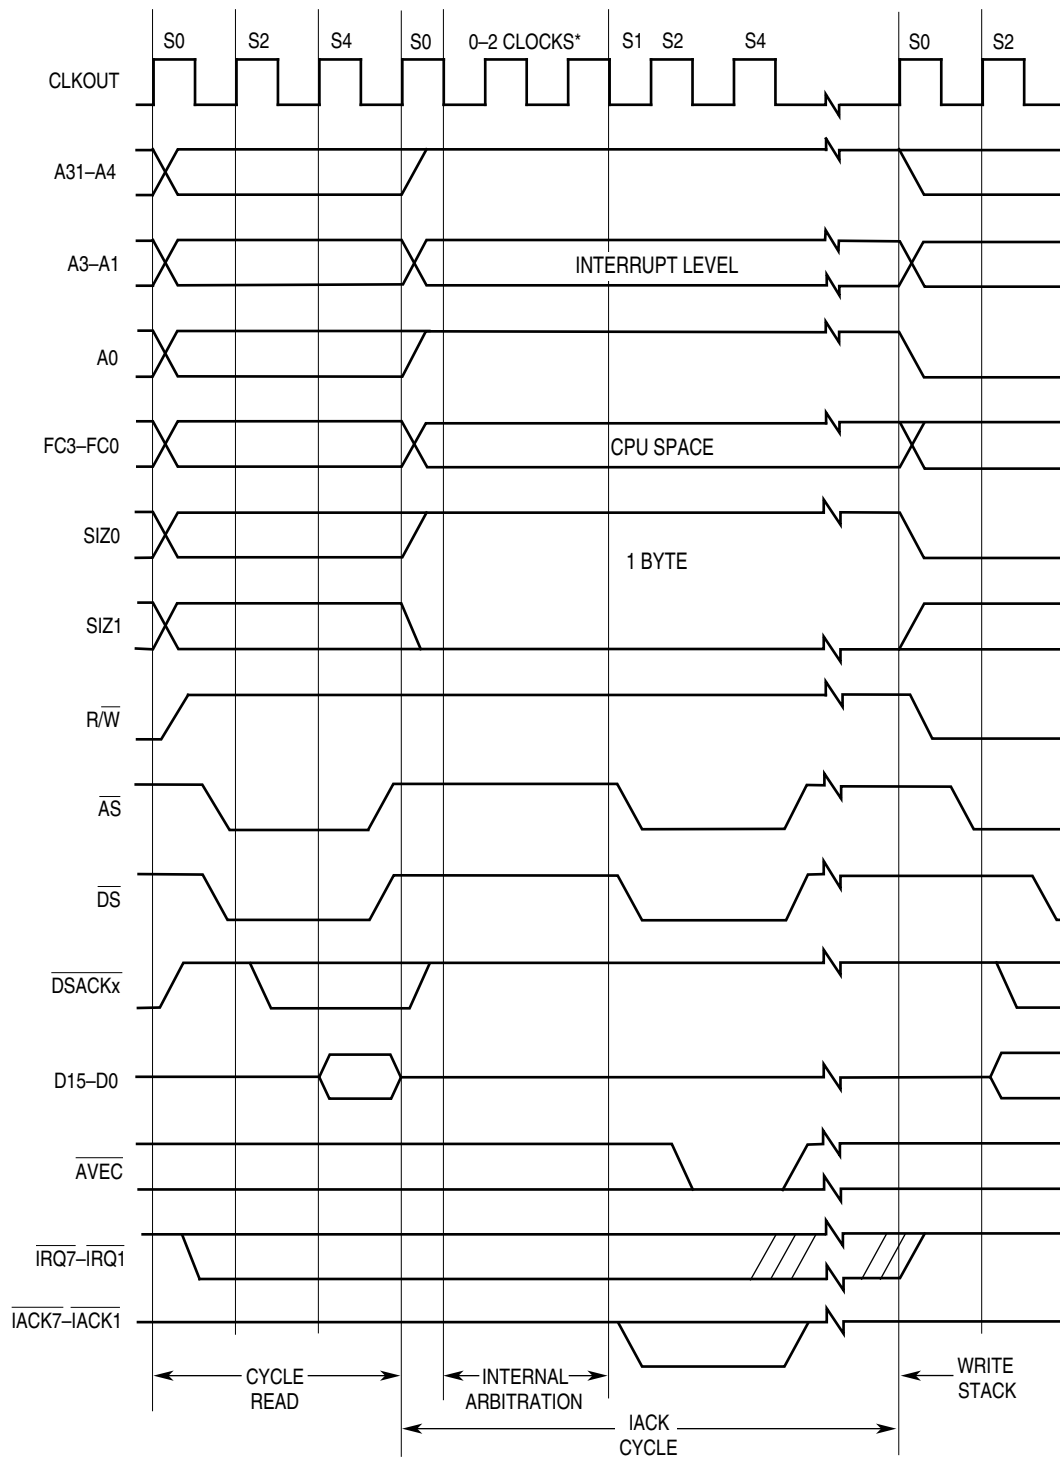 S0 S2 S4 S0 0–2 CLOCKS* S1 S2 S4 S0 S2
CLKOUT
A31–A4
A3–A1 INTERRUPT LEVEL
A0
FC3–FC0 CPU SPACE
SIZ0
1 BYTE
SIZ1
R/W
AS
DS
DSACKx
D15–D0
AVEC
IRQ7–IRQ1
IACK7–IACK1
CYCLE
READ
INTERNAL
ARBITRATION
WRITE
STACK
IACK
CYCLE